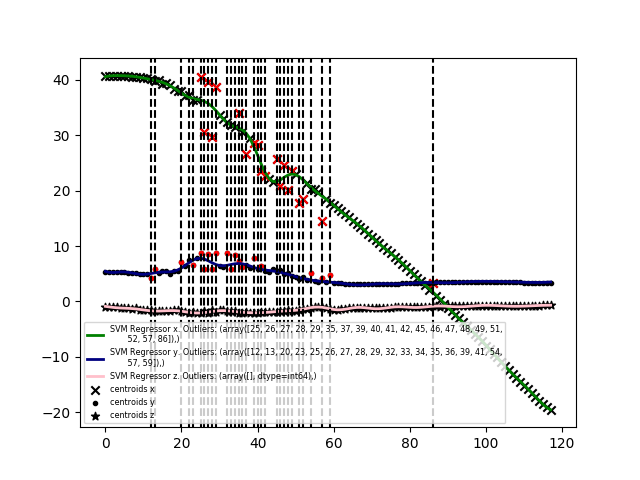 40
30
20
10
0
−10
−20
0
20
40
60
80
100
120
SVM Regressor x. Outliers: (array([25, 26, 27, 28, 29, 35, 37, 39, 40, 41, 42, 45, 46, 47, 48, 49, 51,
52, 57, 86]),)
SVM Regressor y. Outliers: (array([12, 13, 20, 23, 25, 26, 27, 28, 29, 32, 33, 34, 35, 36, 39, 41, 54,
57, 59]),)
SVM Regressor z. Outliers: (array([], dtype=int64),)
centroids x
centroids y
centroids z